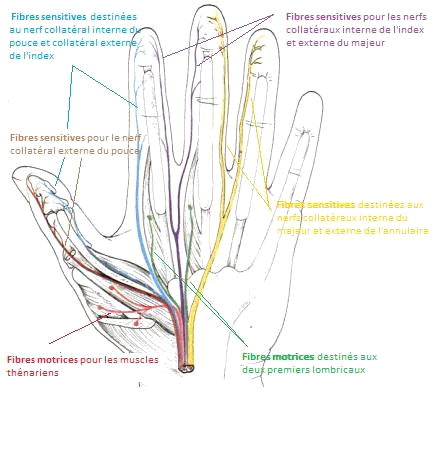 Fibres sensitives destinées
au nerf collatéral interne du
pouce et collatéral externe
de l'index
Fibres sensitives pour les nerfs
collatéraux interne de l'index
et externe du majeur
Fibres sensitives pour le nerf
collatéral externe du pouce
Fibres sensitives destinées aux
nerfs collatéreux interne du
majeur et externe de l'annulaire
Fibres motrices pour les muscles
thénariens
Fibres motrices destinés aux
deux premiers lombricaux